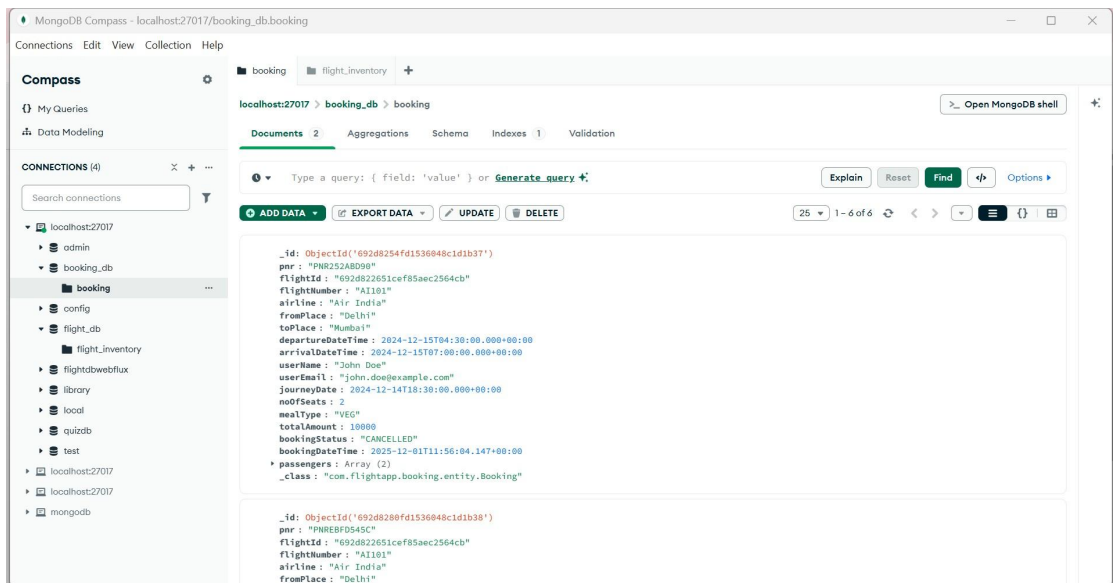 MongoDB Compass - localhost:27017/booking_db.booking
Connections Edit View Collection Help
Compass
{} My Queries
Data Modeling
CONNECTIONS (4)
Search connections
localhost:27017
admin
booking_db
booking
config
flight_db
flight_inventory
flightdbwebflux
library
local
quizdb
test
localhost:27017
localhost:27017
mongodb
booking flight_inventory
localhost:27017 > booking_db > booking
>_ Open MongoDB shell
Documents 2 Aggregations Schema Indexes 1 Validation
Type a query: { field: 'value' } or Generate query
Explain Reset Find </> Options
ADD DATA EXPORT DATA UPDATE DELETE
25 1 – 6 of 6 {}
_id: ObjectId('692d8254fd1536048c1d1b37')
pnr : "PNR252ABD90"
flightId : "692d822651cef85aec2564cb"
flightNumber : "AI101"
airline : "Air India"
fromPlace : "Delhi"
toPlace : "Mumbai"
departureDateTime : 2024-12-15T04:30:00.000+00:00
arrivalDateTime : 2024-12-15T07:00:00.000+00:00
userName : "John Doe"
userEmail : "john.doe@example.com"
journeyDate : 2024-12-14T18:30:00.000+00:00
noOfSeats : 2
mealType : "VEG"
totalAmount : 10000
bookingStatus : "CANCELLED"
bookingDateTime : 2025-12-01T11:56:04.147+00:00
passengers : Array (2)
_class : "com.flightapp.booking.entity.Booking"
_id: ObjectId('692d8280fd1536048c1d1b38')
pnr : "PNREBFD545C"
flightId : "692d822651cef85aec2564cb"
flightNumber : "AI101"
airline : "Air India"
fromPlace : "Delhi"